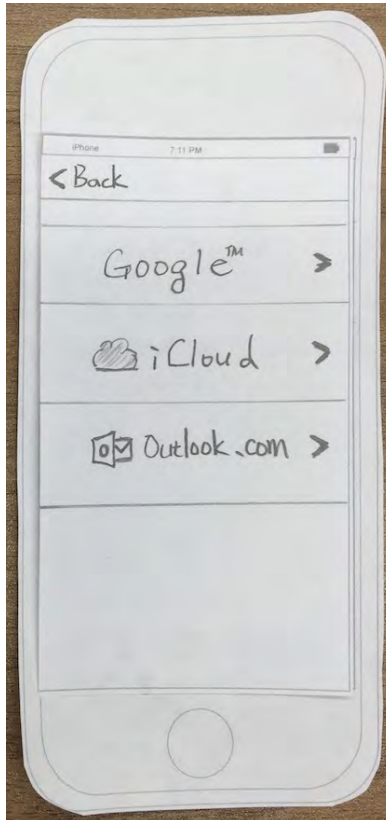 iPhone 7:11 PM
< Back
Google™ >
iCloud >
Outlook.com >